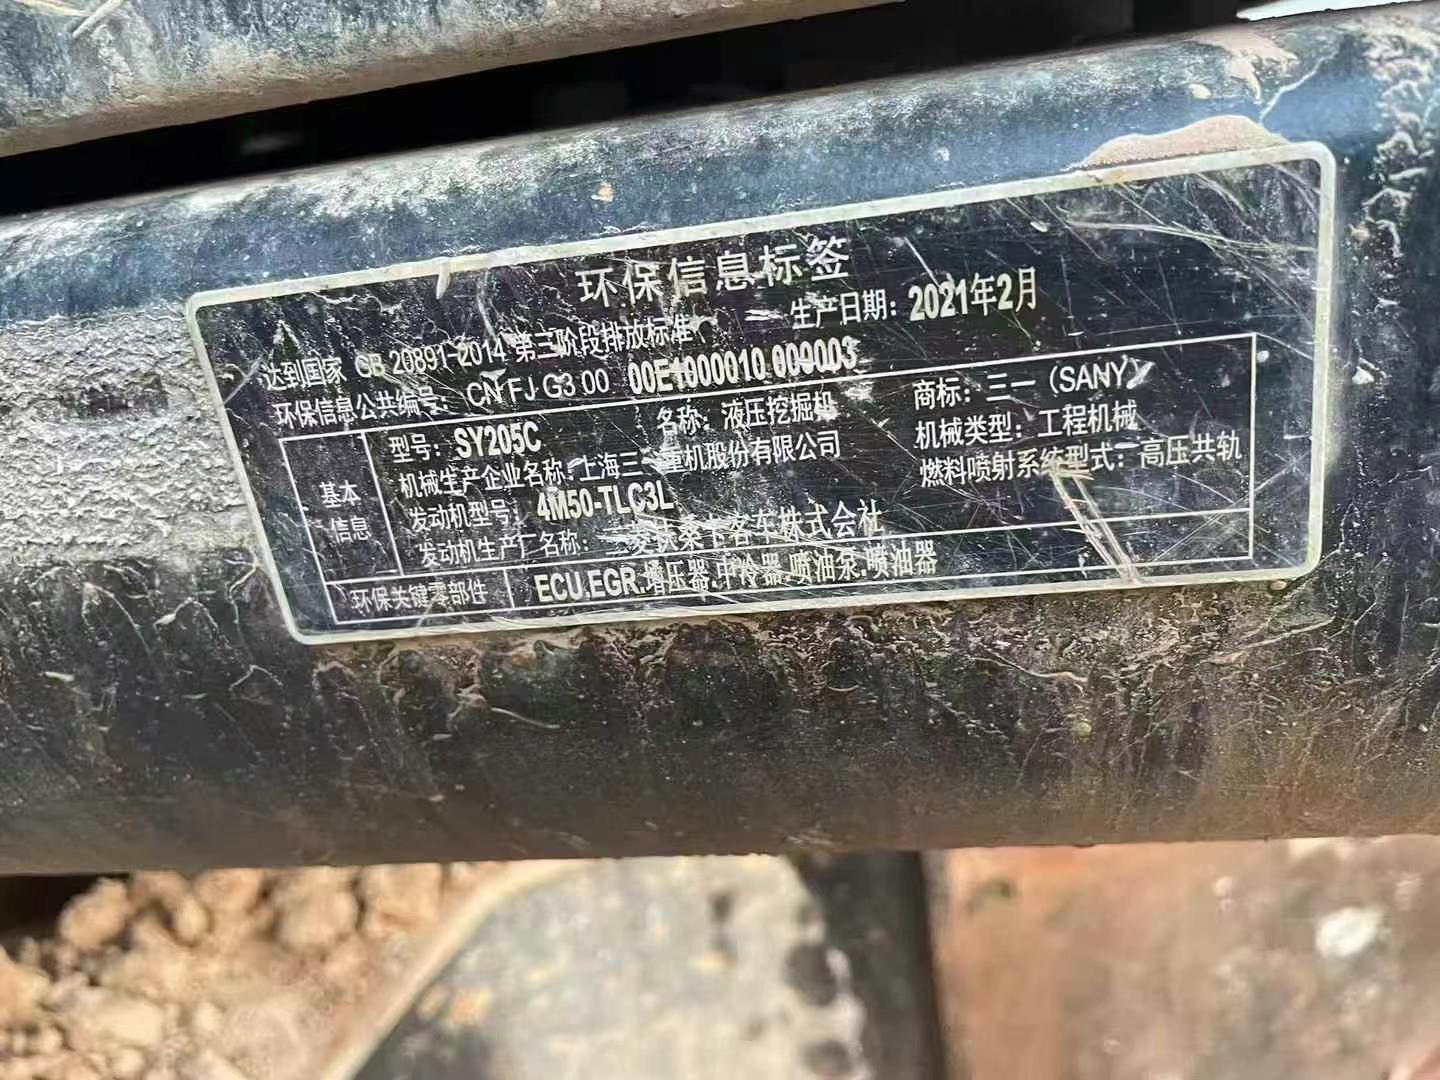 环保信息标签
达到国家 GB 20891-2014 第三阶段排放标准 生产日期：2021年2月
环保信息公共编号：CN FJ G3 00 00E1000010 009003
基本信息
型号：SY205C 名称：液压挖掘机 商标：三一（SANY）
机械生产企业名称：上海三一重机股份有限公司 机械类型：工程机械
发动机型号：4M50-TLC3L 燃料喷射系统型式：高压共轨
发动机生产厂名称：三菱扶桑卡客车株式会社
环保关键零部件 ECU.EGR.增压器.中冷器.喷油泵.喷油器